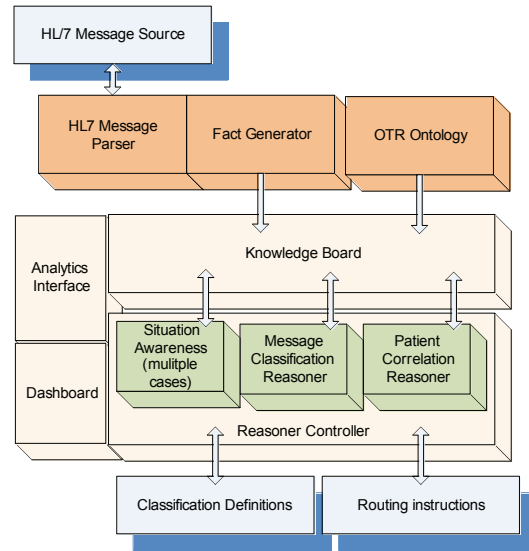 HL/7 Message Source
HL7 Message
Parser
Fact Generator
OTR Ontology
Analytics
Interface
Knowledge Board
Dashboard
Situation
Awareness
(mulitple
cases)
Message
Classification
Reasoner
Patient
Correlation
Reasoner
Reasoner Controller
Classification Definitions
Routing instructions